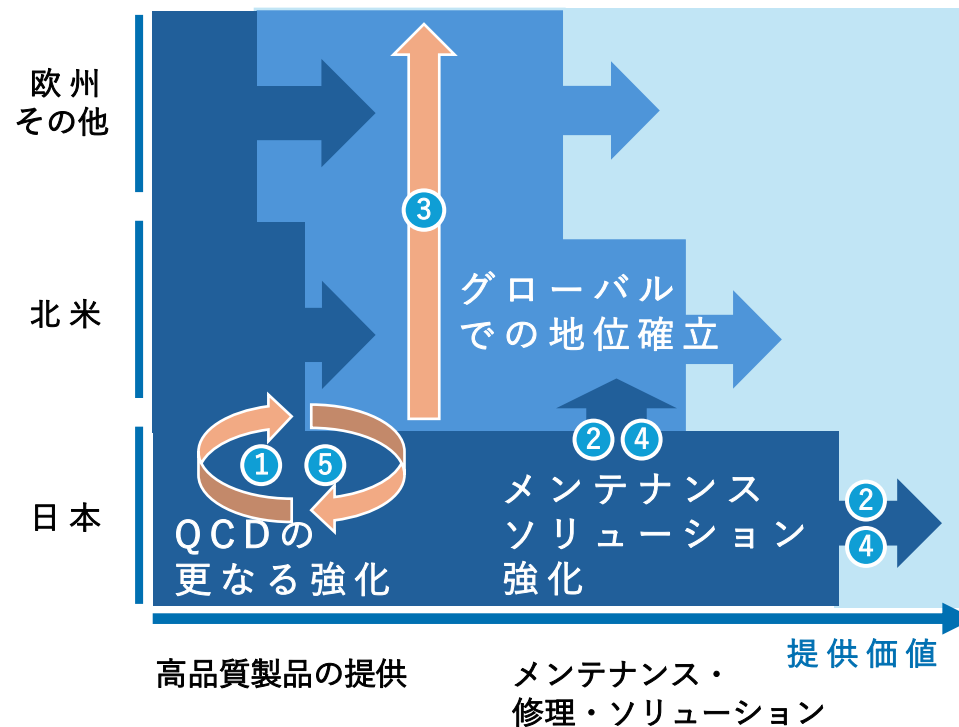 欧州
その他
③
北米
グローバル
での地位確立
② ④
① ⑤
日本
メンテナンス
ソリューション
強化
QCDの
更なる強化
②
④
提供価値
高品質製品の提供
メンテナンス・
修理・ソリューション